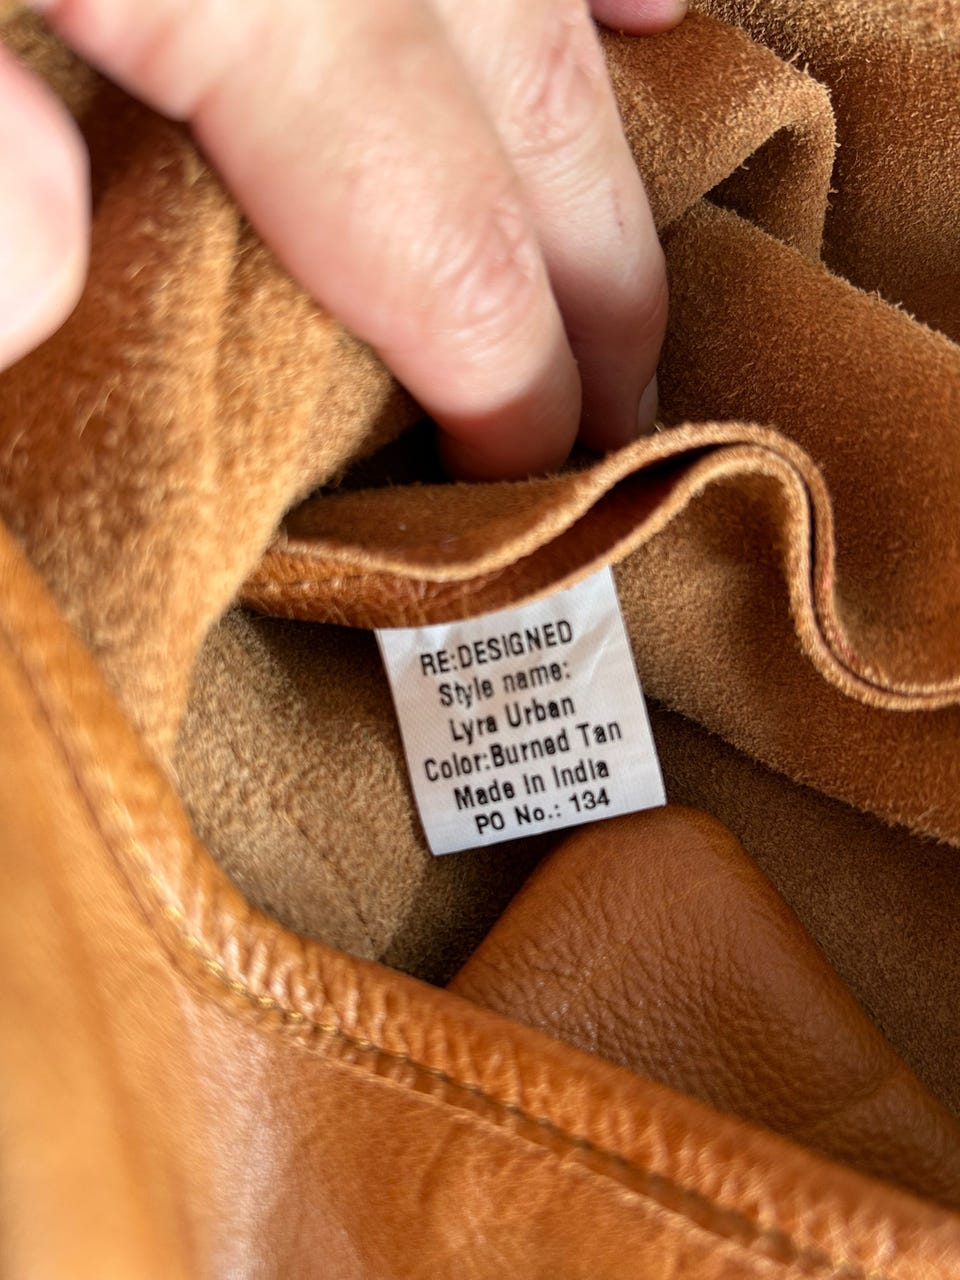 RE:DESIGNED
Style name:
Lyra Urban
Color:Burned Tan
Made in India
PO No.: 134